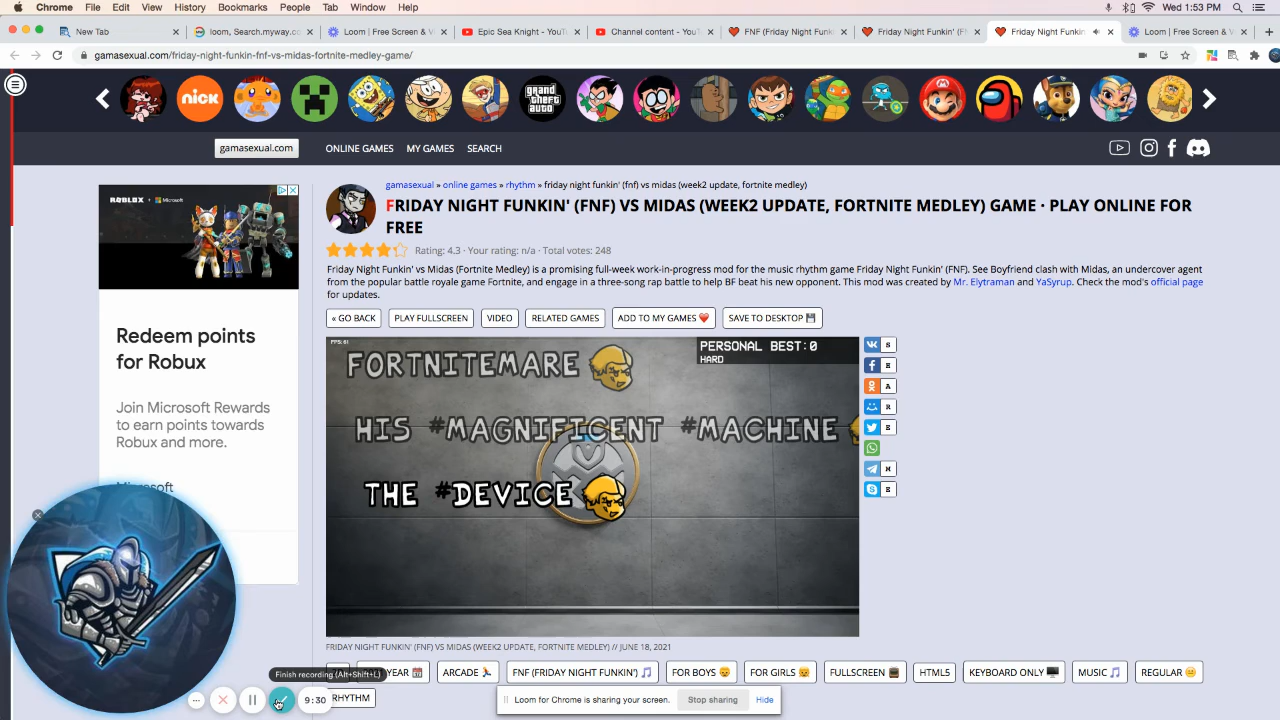 Chrome File Edit View History Bookmarks People Tab Window Help Wed 1:53 PM
New Tab loom, Search.myway.c Loom | Free Screen & V Epic Sea Knight - YouT Channel content - YouT FNF (Friday Night Funkin Friday Night Funkin' (F Friday Night Funkin Loom | Free Screen & V
gamasexual.com/friday-night-funkin-fnf-vs-midas-fortnite-medley-game/
nick
grand theft auto
gamasexual.com ONLINE GAMES MY GAMES SEARCH
gamasexual » online games » rhythm » friday night funkin' (fnf) vs midas (week2 update, fortnite medley)
FRIDAY NIGHT FUNKIN' (FNF) VS MIDAS (WEEK2 UPDATE, FORTNITE MEDLEY) GAME · PLAY ONLINE FOR
FREE
Rating: 4.3 · Your rating: n/a · Total votes: 248
Friday Night Funkin' vs Midas (Fortnite Medley) is a promising full-week work-in-progress mod for the music rhythm game Friday Night Funkin' (FNF). See Boyfriend clash with Midas, an undercover agent
from the popular battle royale game Fortnite, and engage in a three-song rap battle to help BF beat his new opponent. This mod was created by Mr. Elytraman and YaSyrup. Check the mod's official page
for updates.
« GO BACK PLAY FULLSCREEN VIDEO RELATED GAMES ADD TO MY GAMES SAVE TO DESKTOP
ROBLOX + Microsoft
Redeem points
for Robux
Join Microsoft Rewards
to earn points towards
Robux and more.
Microsoft
FPS: 61
PERSONAL BEST:0
HARD
FORTNITEMARE
HIS #MAGNIFICENT #MACHINE
THE #DEVICE
S
H
A
R
E
M
E
FRIDAY NIGHT FUNKIN' (FNF) VS MIDAS (WEEK2 UPDATE, FORTNITE MEDLEY) // JUNE 18, 2021
YEAR ARCADE FNF (FRIDAY NIGHT FUNKIN') FOR BOYS FOR GIRLS FULLSCREEN HTML5 KEYBOARD ONLY MUSIC REGULAR
RHYTHM
Finish recording (Alt+Shift+L)
9:30
Loom for Chrome is sharing your screen. Stop sharing Hide